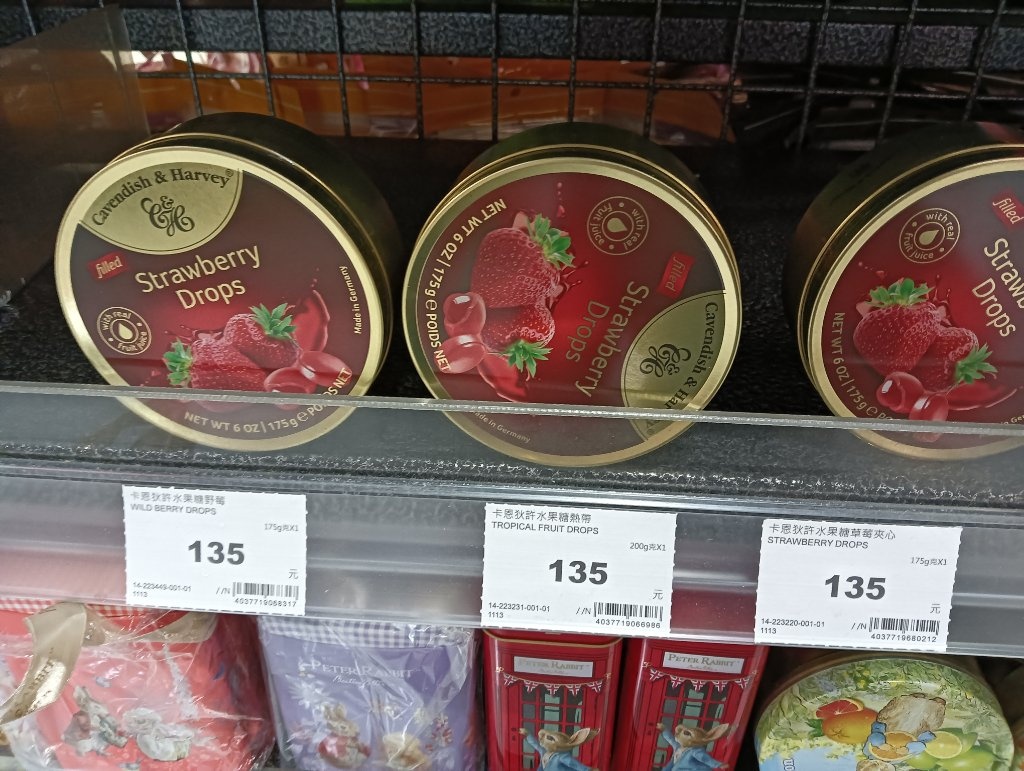 Cavendish & Harvey®
C&H
filled
Strawberry
Drops
with real
fruit juice
Made in Germany
NET WT 6 OZ | 175g e POIDS NET
NET WT 6 OZ | 175g e POIDS NET
with real
fruit juice
filled
Strawberry
Drops
Cavendish & Har
C&H
Made in Germany
with real
fruit juice
filled
Strawberry
Drops
NET WT 6 OZ | 175g e
卡恩狄許水果糖野莓
WILD BERRY DROPS
175g克X1
135
元
14-223449-001-01
1113
//N
4037719068317
卡恩狄許水果糖熱帶
TROPICAL FRUIT DROPS
200g克X1
135
元
14-223231-001-01
1113
//N
4037719066986
卡恩狄許水果糖草莓夾心
STRAWBERRY DROPS
175g克X1
135
元
14-223220-001-01
1113
//N
4037719680212
PETER RABBIT
PETER RABBIT
PETER RABBIT